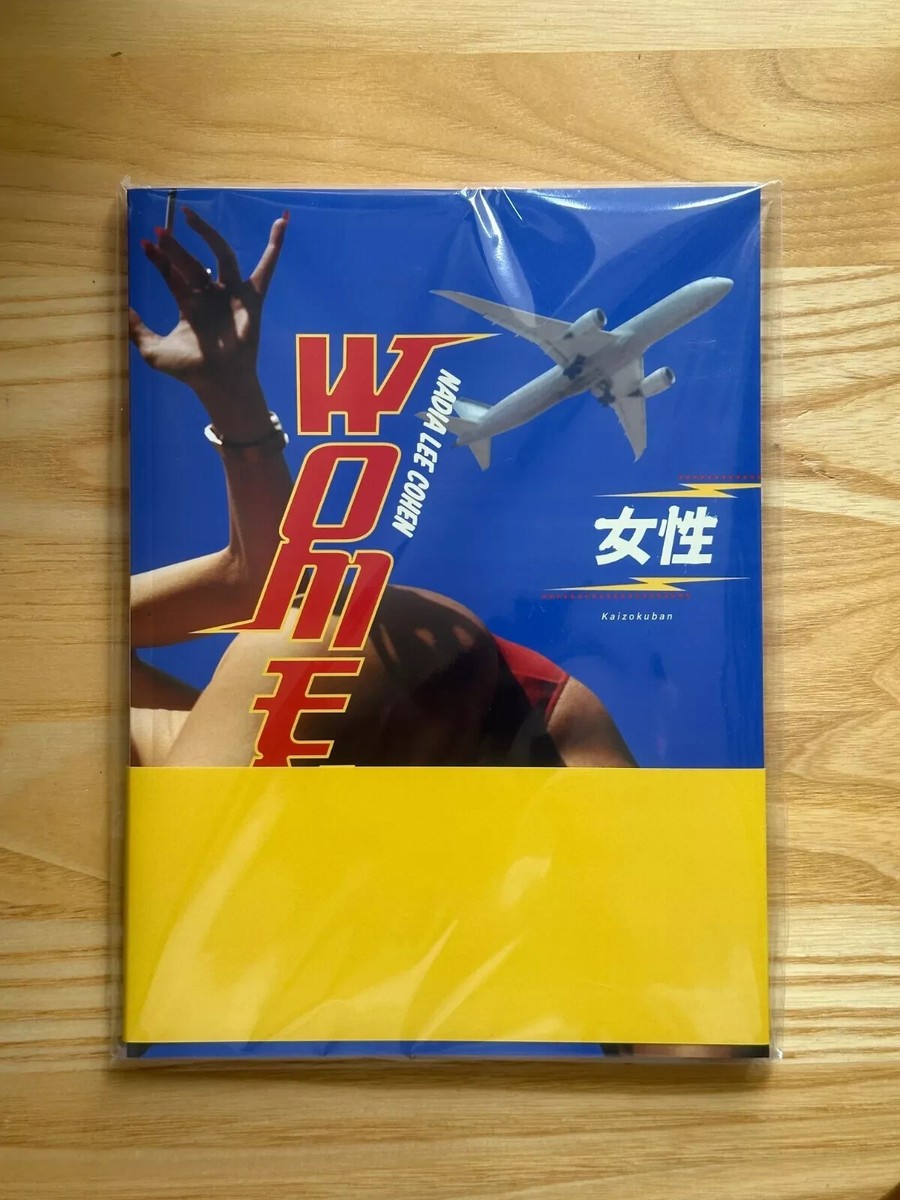 WOME
NADIA LEE COHEN
女性
Kaizokuban